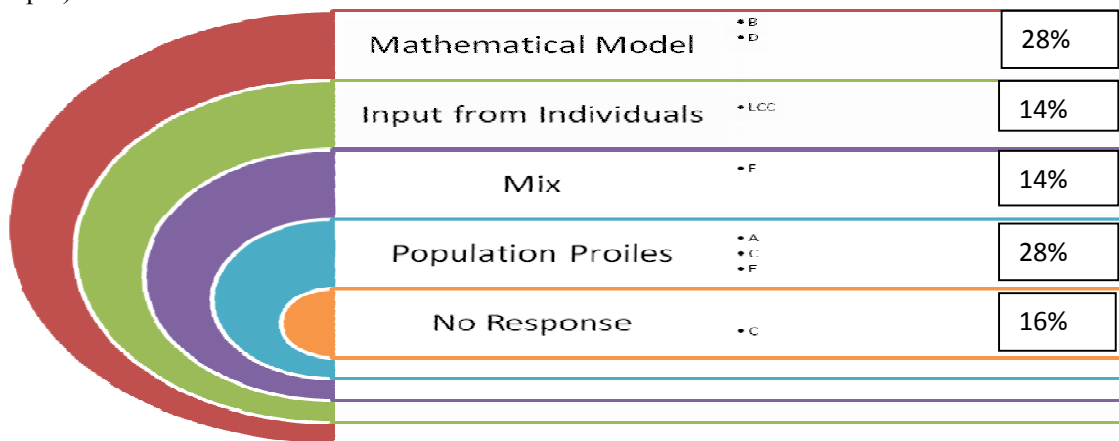 Mathematical Model
• B
• D
28%
Input from Individuals
• LCC
14%
Mix
14%
Population Proiles
• A
28%
No Response
16%